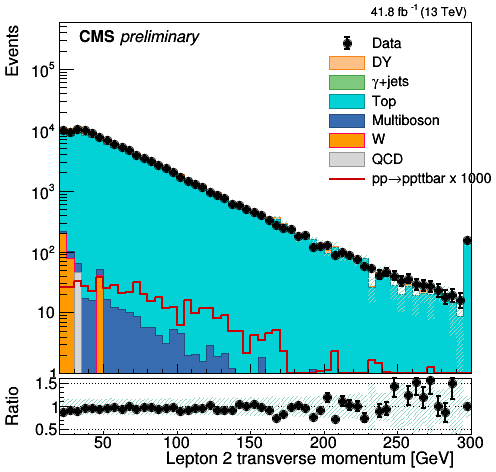 41.8 fb⁻¹ (13 TeV)
CMS preliminary
Events
Data
DY
γ+jets
Top
Multiboson
W
QCD
pp→ppttbar x 1000
10⁵
10⁴
10³
10²
10
1
Ratio
1.5
1
0.5
50 100 150 200 250 300
Lepton 2 transverse momentum [GeV]